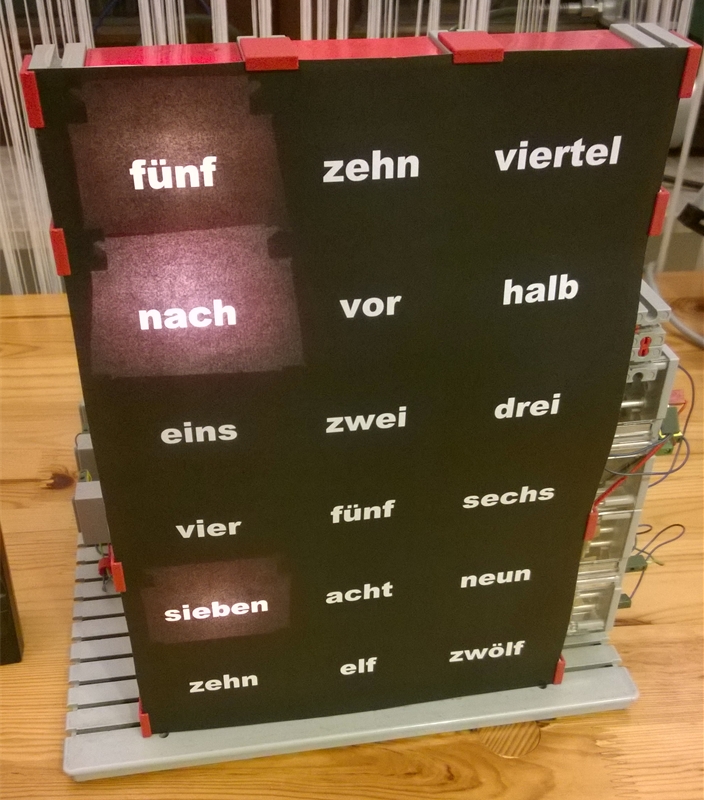 fünf zehn viertel
nach vor halb
eins zwei drei
vier fünf sechs
sieben acht neun
zehn elf zwölf